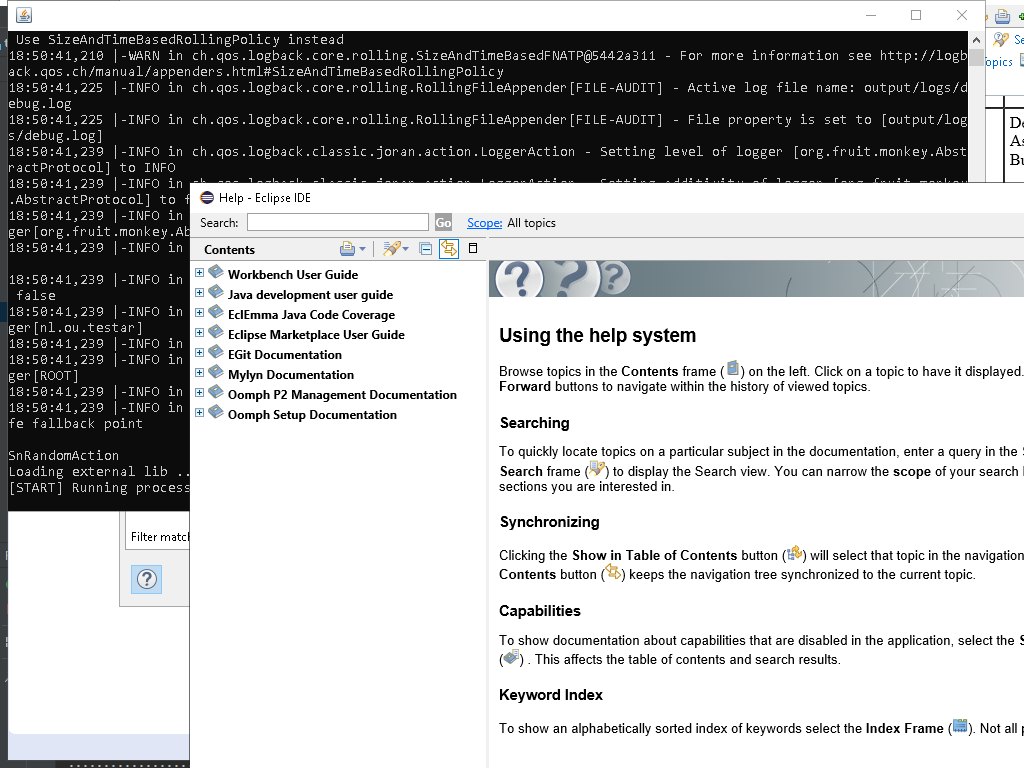 Use SizeAndTimeBasedRollingPolicy instead
18:50:41,210 |-WARN in ch.qos.logback.core.rolling.SizeAndTimeBasedFNATP@5442a311 - For more information see http://logb
ack.qos.ch/manual/appenders.html#SizeAndTimeBasedRollingPolicy
18:50:41,225 |-INFO in ch.qos.logback.core.rolling.RollingFileAppender[FILE-AUDIT] - Active log file name: output/logs/d
ebug.log
18:50:41,225 |-INFO in ch.qos.logback.core.rolling.RollingFileAppender[FILE-AUDIT] - File property is set to [output/log
s/debug.log]
18:50:41,239 |-INFO in ch.qos.logback.classic.joran.action.LoggerAction - Setting level of logger [org.fruit.monkey.Abst
ractProtocol] to INFO
18:50:41,239 |-INFO in ch.qos.logback.classic.joran.action.LoggerAction - Setting additivity of logger [org.fruit.monkey
.AbstractProtocol] to f
18:50:41,239 |-INFO in
ger[org.fruit.monkey.Ab
18:50:41,239 |-INFO in
18:50:41,239 |-INFO in
false
18:50:41,239 |-INFO in
ger[nl.ou.testar]
18:50:41,239 |-INFO in
18:50:41,239 |-INFO in
ger[ROOT]
18:50:41,239 |-INFO in
18:50:41,239 |-INFO in
fe fallback point
SnRandomAction
Loading external lib ..
[START] Running process
Filter match
Se
opics
De
As
Bu
Help - Eclipse IDE
Search: Go Scope: All topics
Contents
Workbench User Guide
Java development user guide
EclEmma Java Code Coverage
Eclipse Marketplace User Guide
EGit Documentation
Mylyn Documentation
Oomph P2 Management Documentation
Oomph Setup Documentation
Using the help system
Browse topics in the Contents frame ( ) on the left. Click on a topic to have it displayed.
Forward buttons to navigate within the history of viewed topics.
Searching
To quickly locate topics on a particular subject in the documentation, enter a query in the S
Search frame ( ) to display the Search view. You can narrow the scope of your search
sections you are interested in.
Synchronizing
Clicking the Show in Table of Contents button ( ) will select that topic in the navigation
Contents button ( ) keeps the navigation tree synchronized to the current topic.
Capabilities
To show documentation about capabilities that are disabled in the application, select the S
( ) . This affects the table of contents and search results.
Keyword Index
To show an alphabetically sorted index of keywords select the Index Frame ( ). Not all p